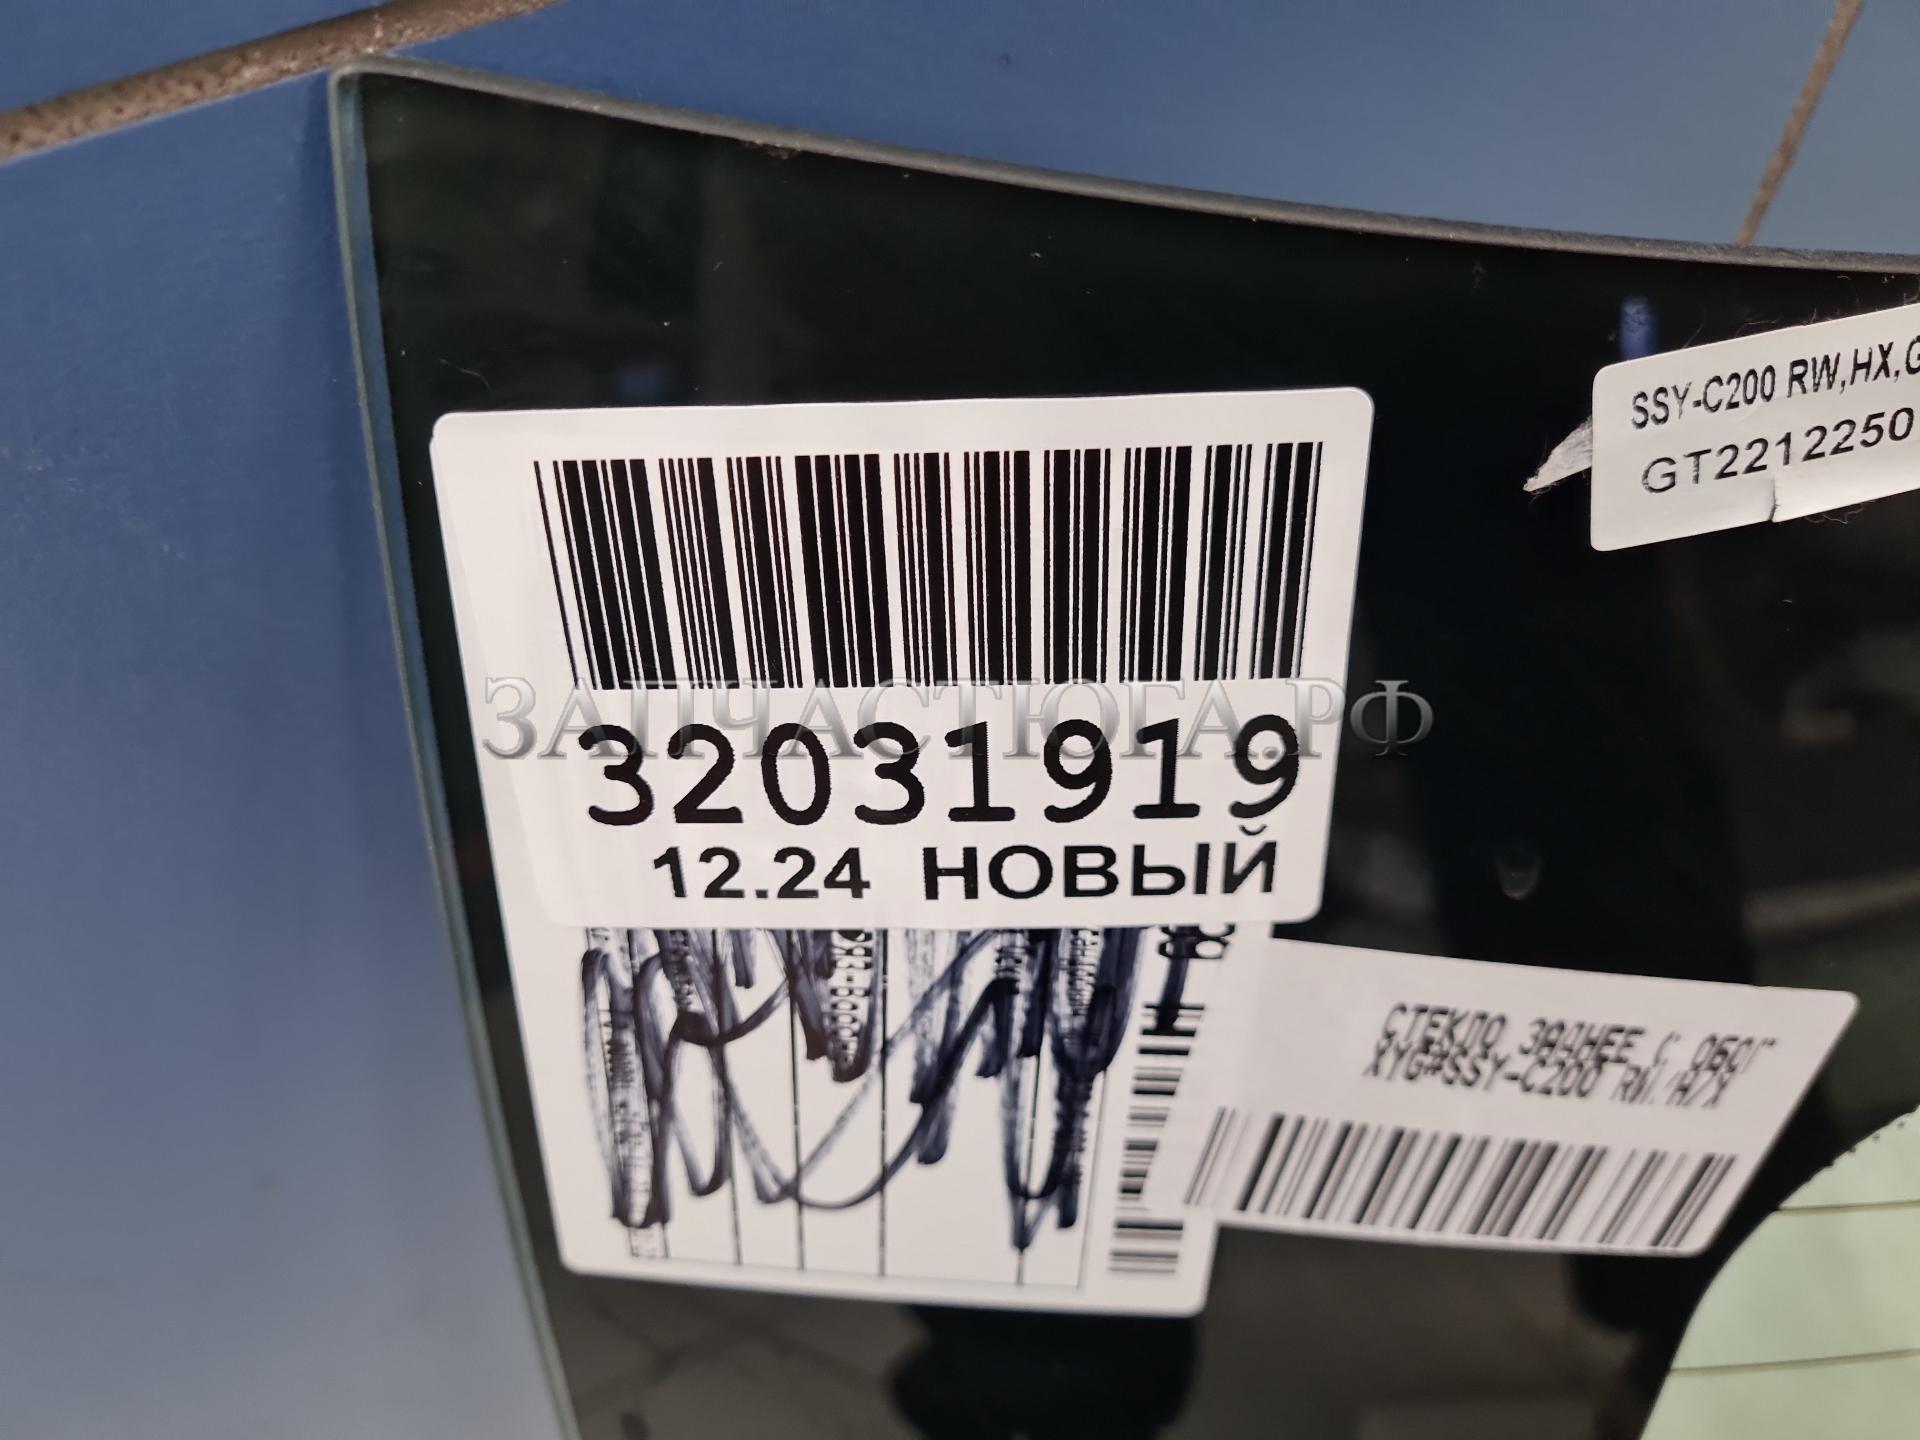 SSY-C200 RW,HX,G
GT2212250
ЗАПЧАСТЮГА.РФ
32031919
12.24 НОВЫЙ
СТЕКЛО ЗАДНЕЕ С ОБОГ
XYG#SSY-C200 RW/H/X